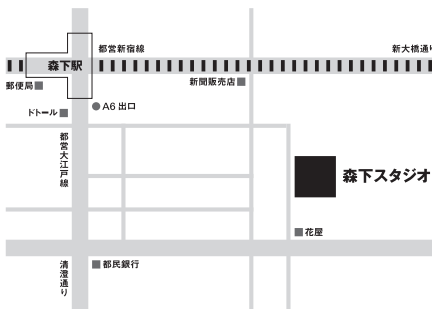 都営新宿線
新大橋通り
森下駅
新聞販売店
郵便局
A6 出口
ドトール
都営大江戸線
森下スタジオ
花屋
清澄通り
都民銀行